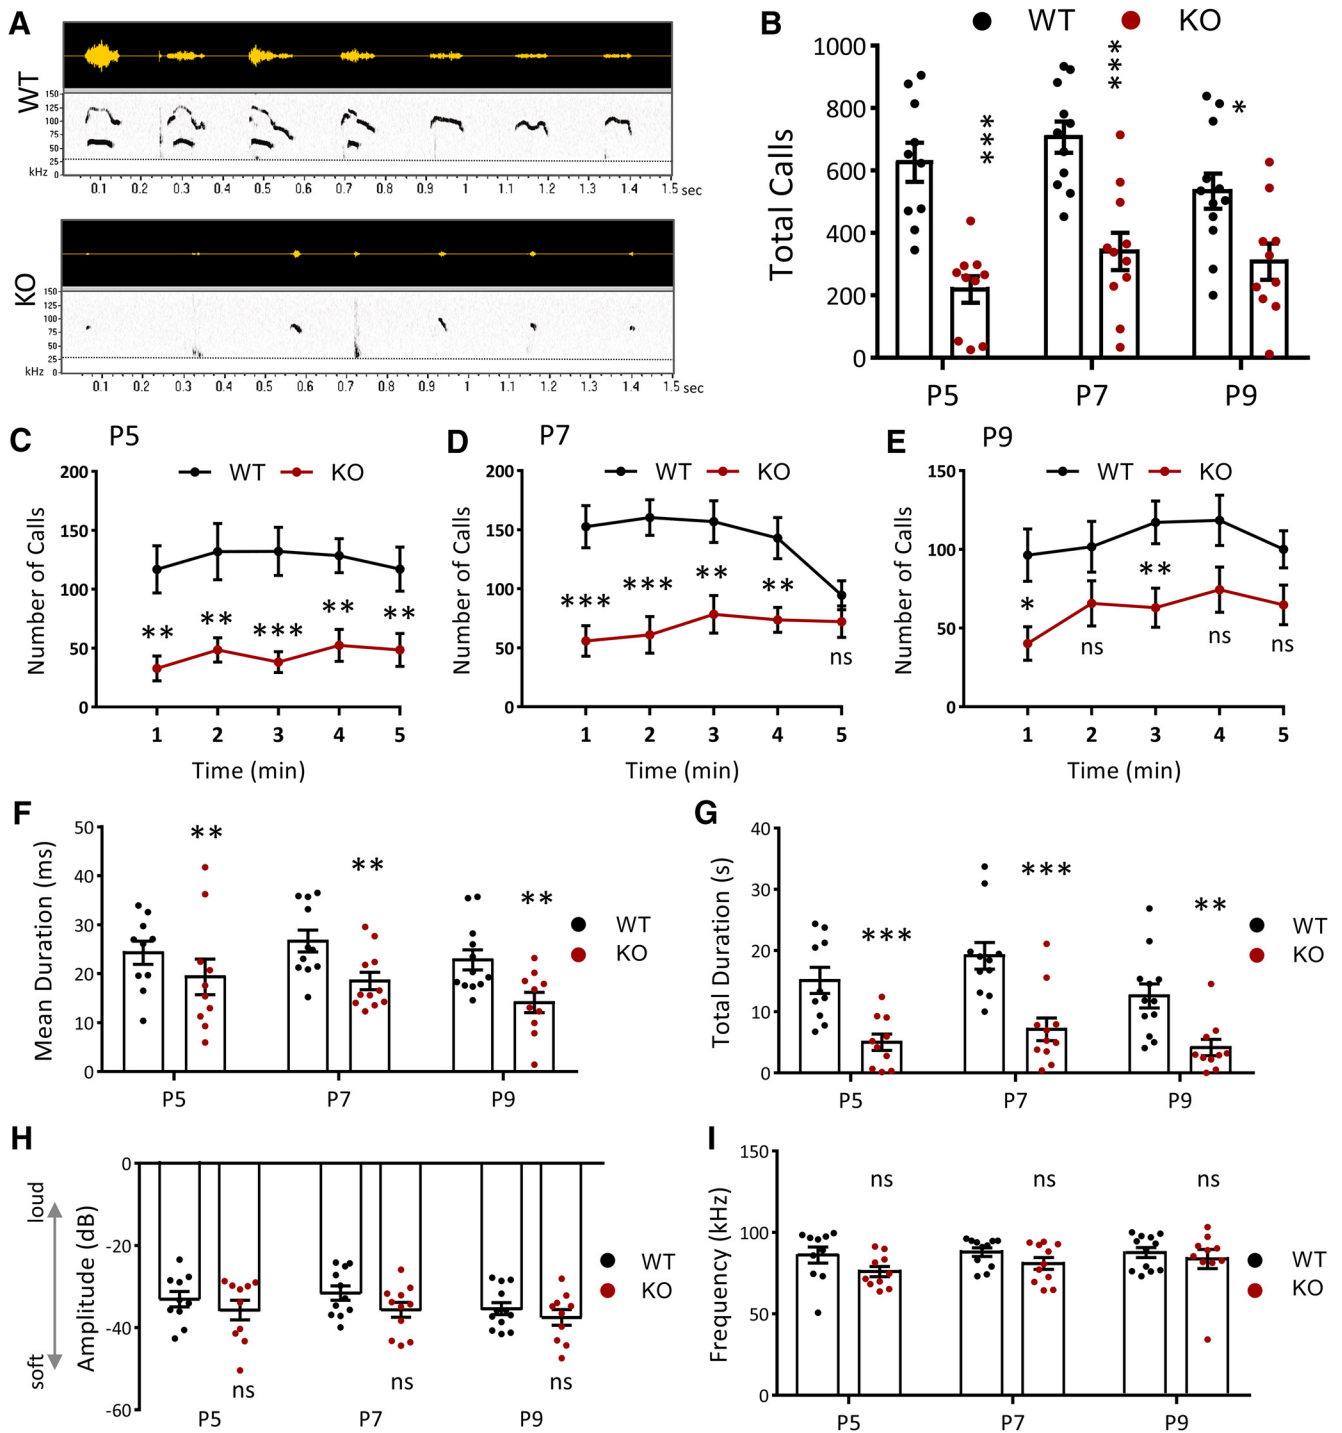 A
WT
150
125
100
75
50
25
kHz 0
0.1 0.2 0.3 0.4 0.5 0.6 0.7 0.8 0.9 1 1.1 1.2 1.3 1.4 1.5 sec
KO
150
125
100
75
50
25
kHz 0
0.1 0.2 0.3 0.4 0.5 0.6 0.7 0.8 0.9 1 1.1 1.2 1.3 1.4 1.5 sec
B
WT KO
Total Calls
1000
800
600
400
200
0
***
***
*
P5 P7 P9
C P5
WT KO
Number of Calls
200
150
100
50
0
** ** *** ** **
1 2 3 4 5
Time (min)
D P7
WT KO
Number of Calls
200
150
100
50
0
*** *** ** ** ns
1 2 3 4 5
Time (min)
E P9
WT KO
Number of Calls
150
100
50
0
* ns ** ns ns
1 2 3 4 5
Time (min)
F
Mean Duration (ms)
50
40
30
20
10
0
** ** **
WT
KO
P5 P7 P9
G
Total Duration (s)
40
30
20
10
0
*** *** **
WT
KO
P5 P7 P9
H
loud
soft
Amplitude (dB)
0
-20
-40
-60
ns ns ns
WT
KO
P5 P7 P9
I
Frequency (kHz)
150
100
50
0
ns ns ns
WT
KO
P5 P7 P9